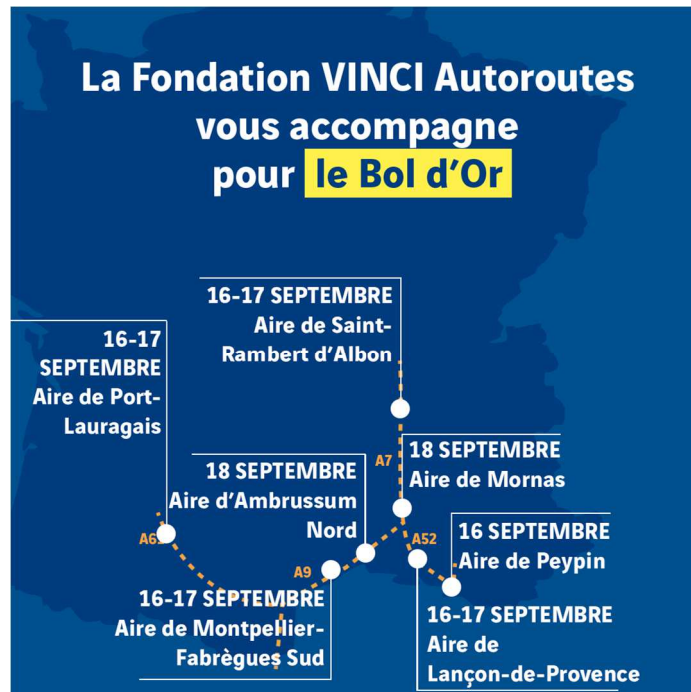 La Fondation VINCI Autoroutes
vous accompagne
pour le Bol d'Or
16-17 SEPTEMBRE
Aire de Saint-
Rambert d'Albon
16-17
SEPTEMBRE
Aire de Port-
Lauragais
A7
18 SEPTEMBRE
Aire de Mornas
18 SEPTEMBRE
Aire d'Ambrussum
Nord
A61
A9
A52
16 SEPTEMBRE
Aire de Peypin
16-17 SEPTEMBRE
Aire de Montpellier-
Fabrègues Sud
16-17 SEPTEMBRE
Aire de
Lançon-de-Provence